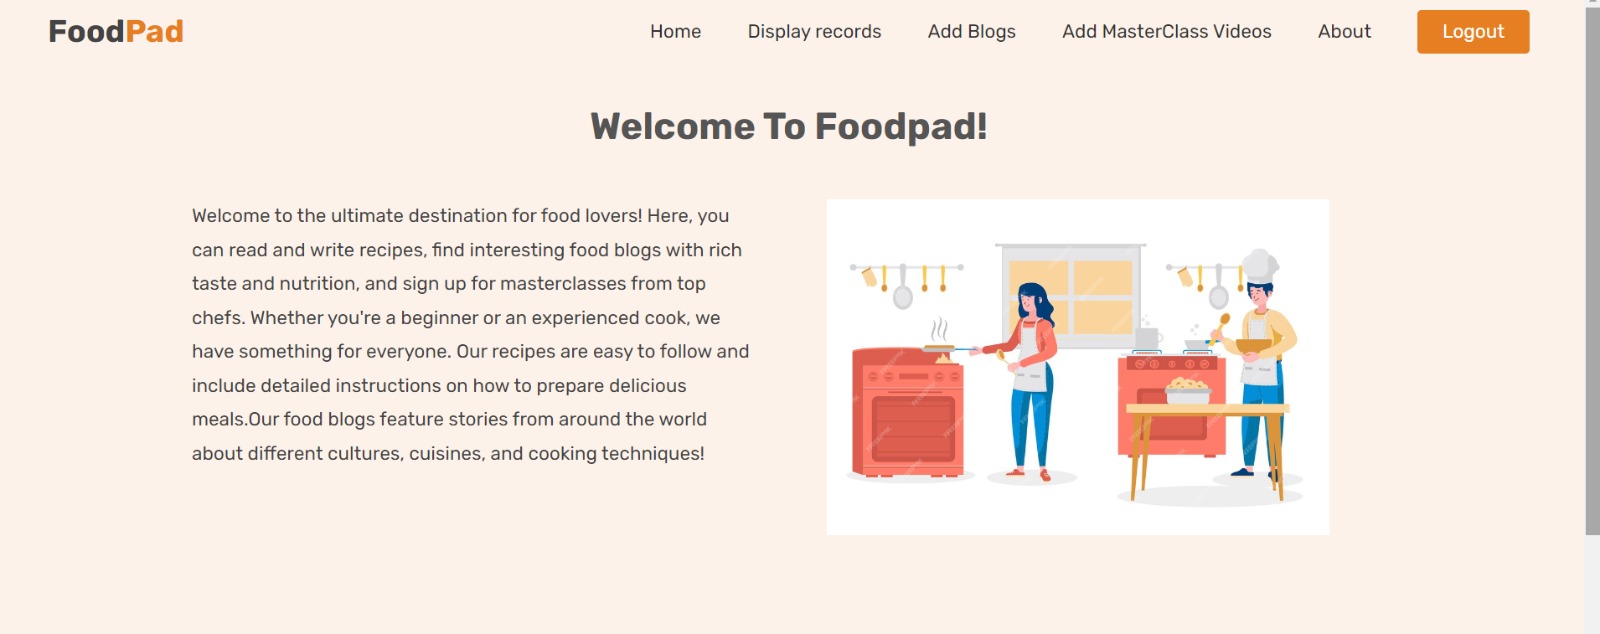 FoodPad
Home
Display records
Add Blogs
Add MasterClass Videos
About
Logout
Welcome To Foodpad!
Welcome to the ultimate destination for food lovers! Here, you
can read and write recipes, find interesting food blogs with rich
taste and nutrition, and sign up for masterclasses from top
chefs. Whether you're a beginner or an experienced cook, we
have something for everyone. Our recipes are easy to follow and
include detailed instructions on how to prepare delicious
meals.Our food blogs feature stories from around the world
about different cultures, cuisines, and cooking techniques!